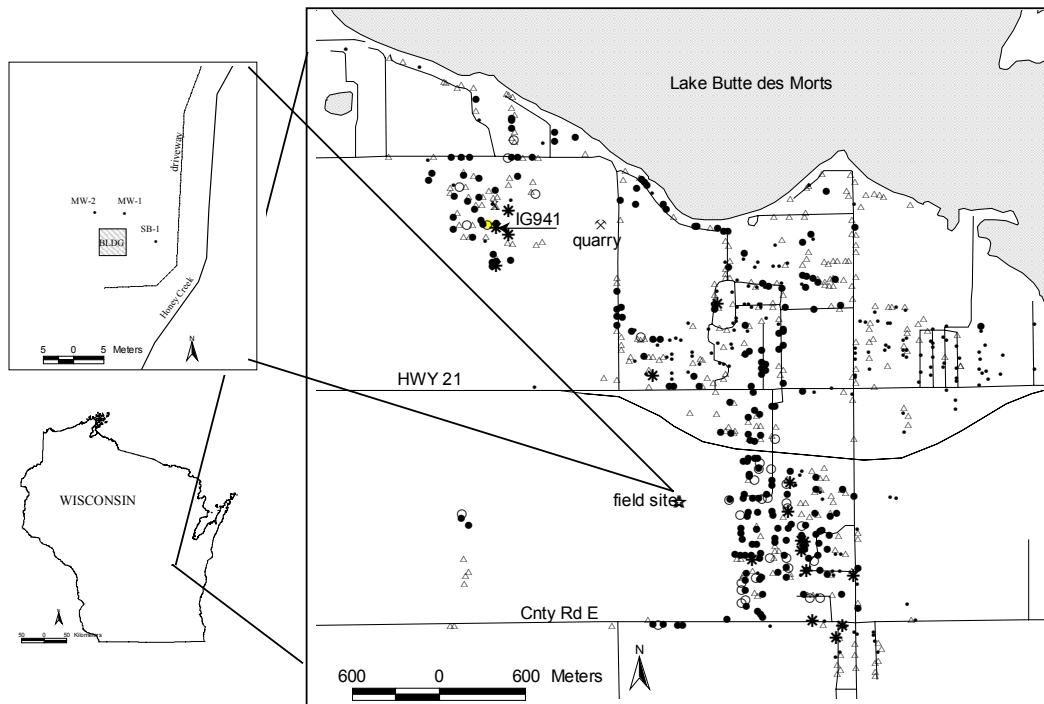 driveway
MW-2
MW-1
SB-1
BLDG
Honey Creek
N
5 0 5 Meters
WISCONSIN
N
50 0 50 Kilometers
Lake Butte des Morts
IG941
quarry
HWY 21
field site
Cnty Rd E
N
600 0 600 Meters